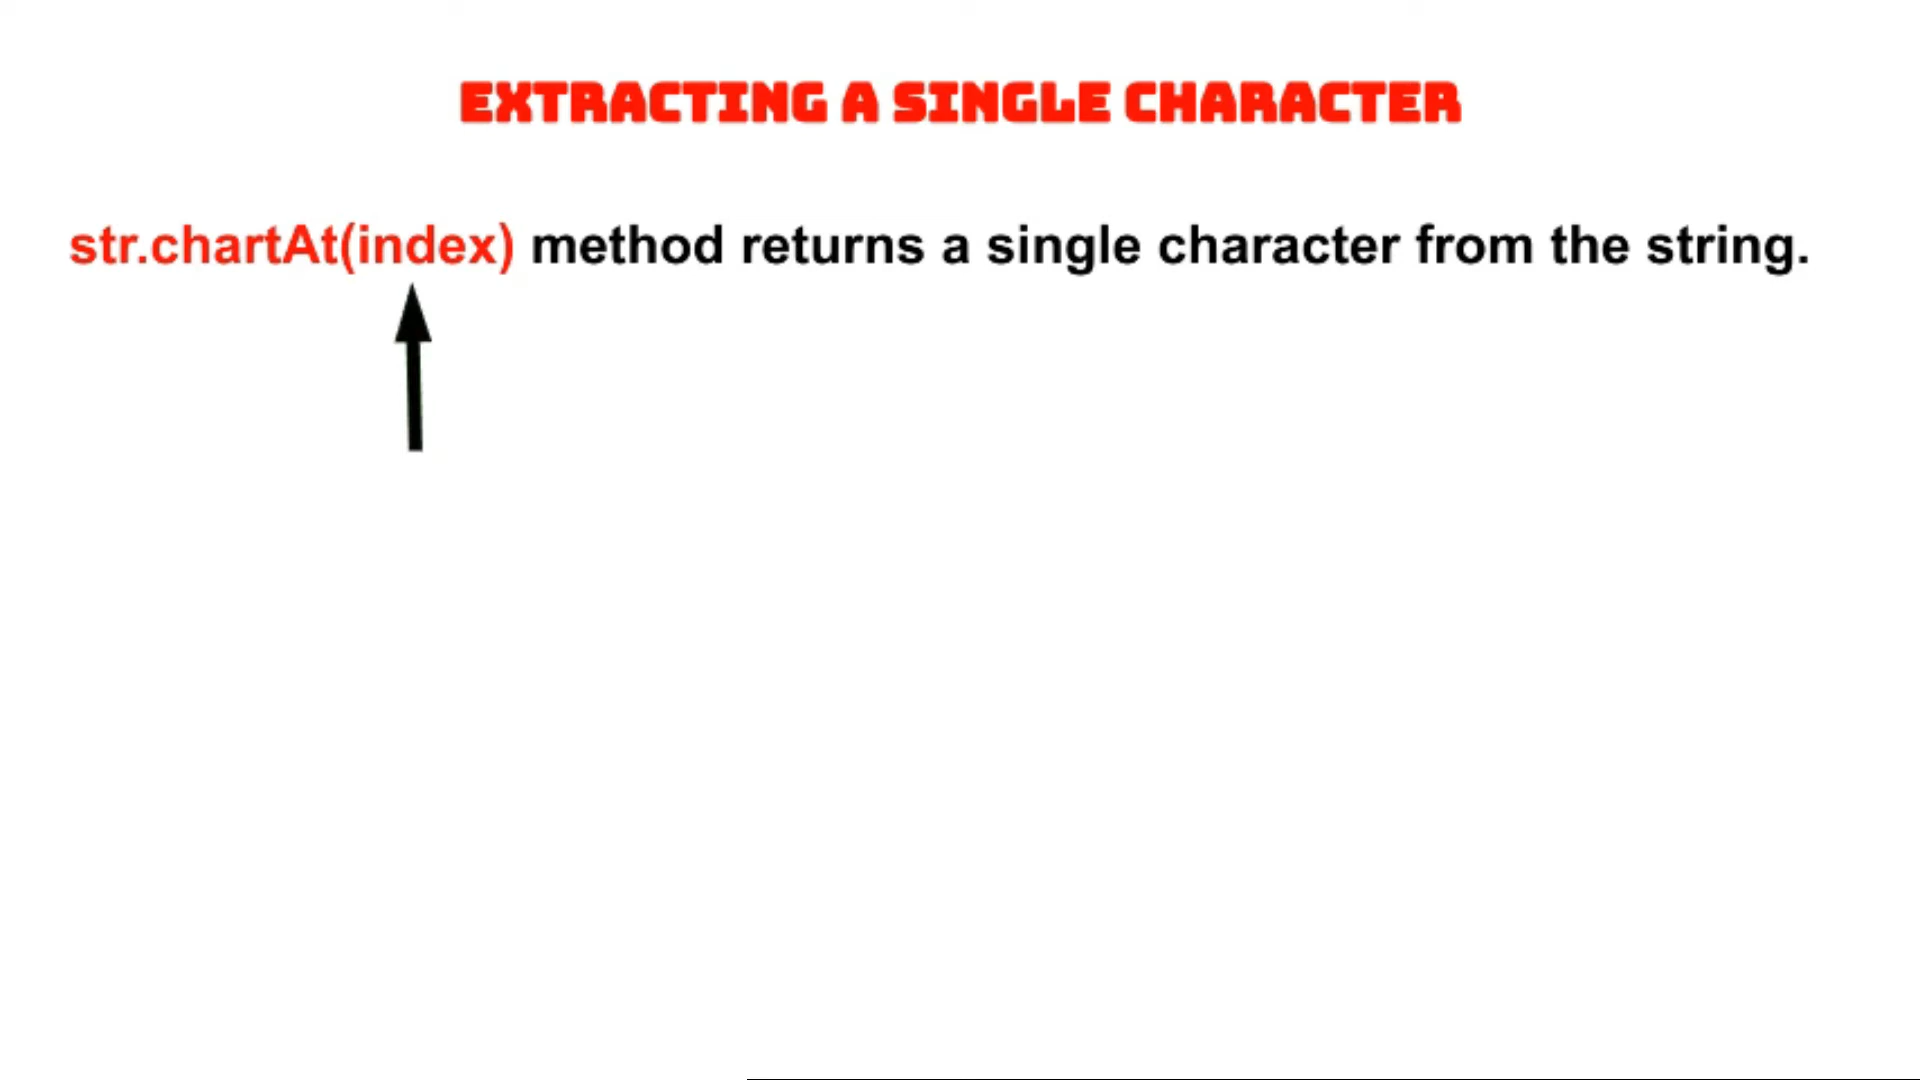 EXTRACTING A SINGLE CHARACTER
str.chartAt(index) method returns a single character from the string.